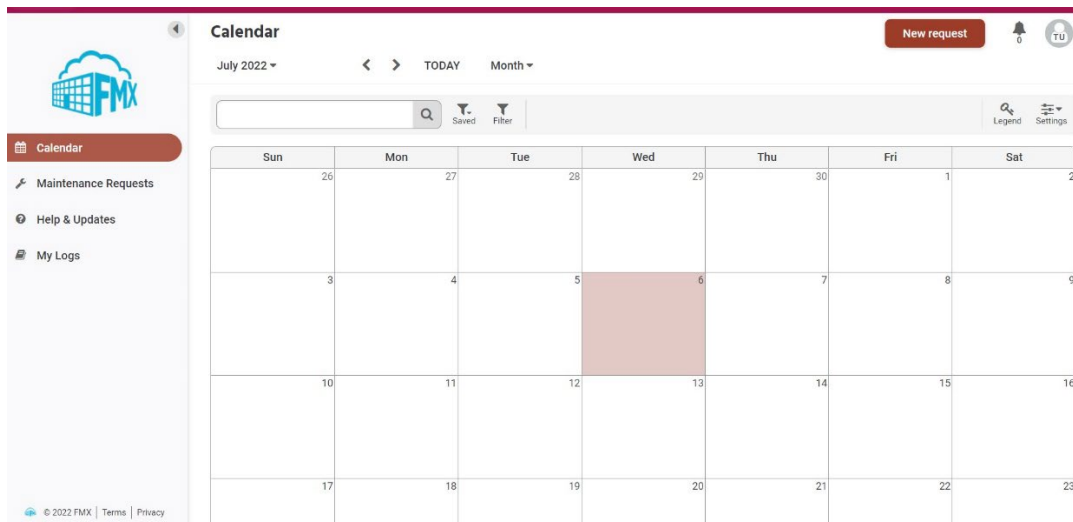 Calendar
New request
0
TU
July 2022
TODAY
Month
FMX
Saved
Filter
Legend
Settings
Calendar
Maintenance Requests
Help & Updates
My Logs
Sun Mon Tue Wed Thu Fri Sat
26 27 28 29 30 1 2
3 4 5 6 7 8 9
10 11 12 13 14 15 16
17 18 19 20 21 22 23
© 2022 FMX | Terms | Privacy